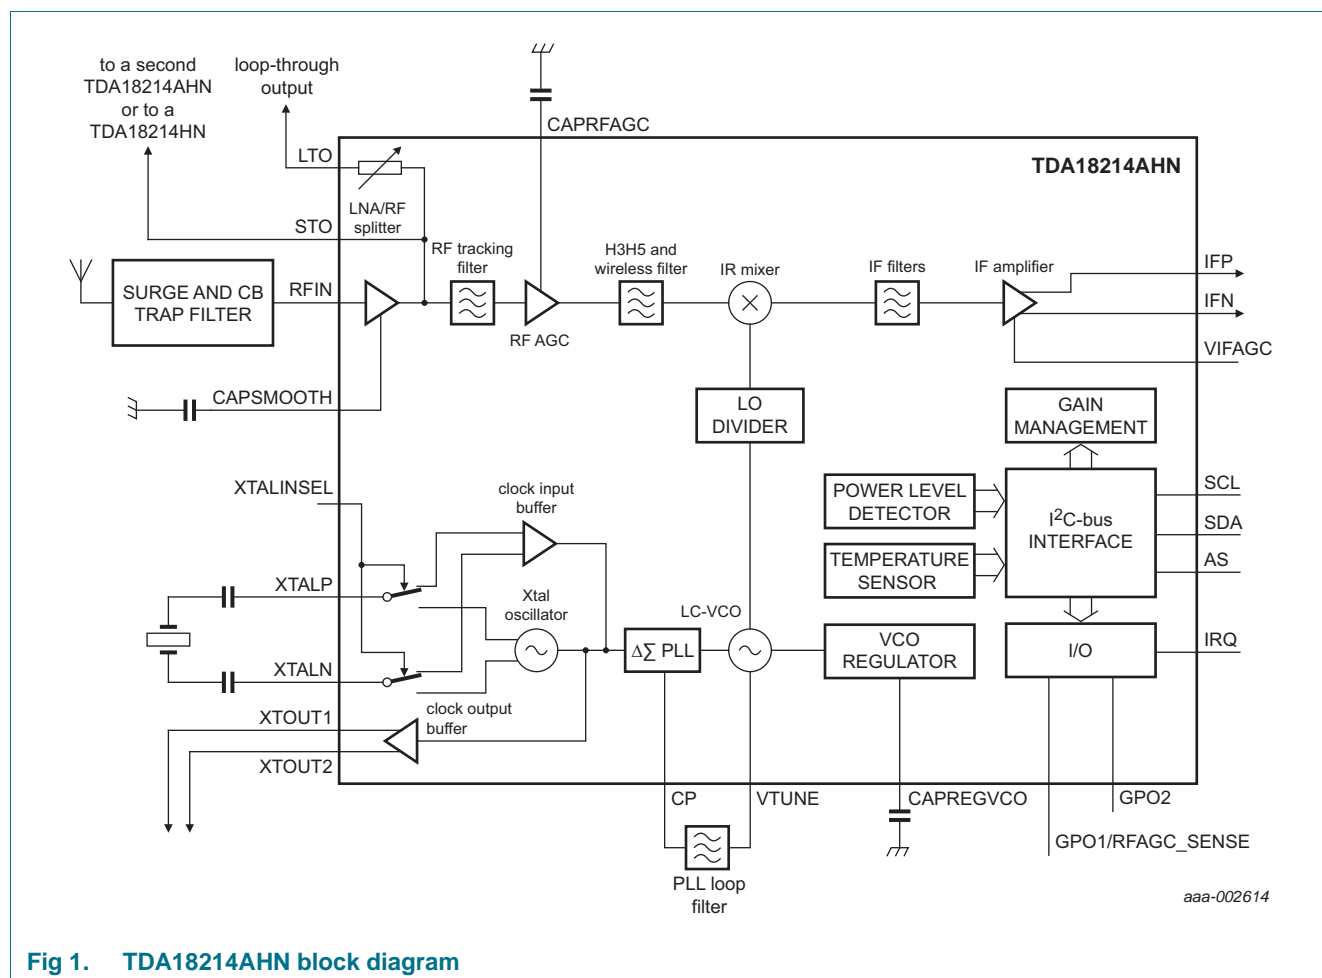 to a second
TDA18214AHN
or to a
TDA18214HN
loop-through
output
CAPRFAGC
TDA18214AHN
LTO
LNA/RF
splitter
STO
RF tracking
filter
H3H5 and
wireless filter
IR mixer
IF filters
IF amplifier
IFP
SURGE AND CB
TRAP FILTER
RFIN
RF AGC
IFN
VIFAGC
CAPSMOOTH
LO
DIVIDER
GAIN
MANAGEMENT
XTALINSEL
clock input
buffer
POWER LEVEL
DETECTOR
I²C-bus
INTERFACE
SCL
SDA
AS
TEMPERATURE
SENSOR
XTALP
Xtal
oscillator
LC-VCO
ΔΣ PLL
VCO
REGULATOR
I/O
IRQ
XTALN
clock output
buffer
XTOUT1
XTOUT2
CP
VTUNE
CAPREGVCO
GPO2
GPO1/RFAGC_SENSE
PLL loop
filter
aaa-002614
Fig 1. TDA18214AHN block diagram